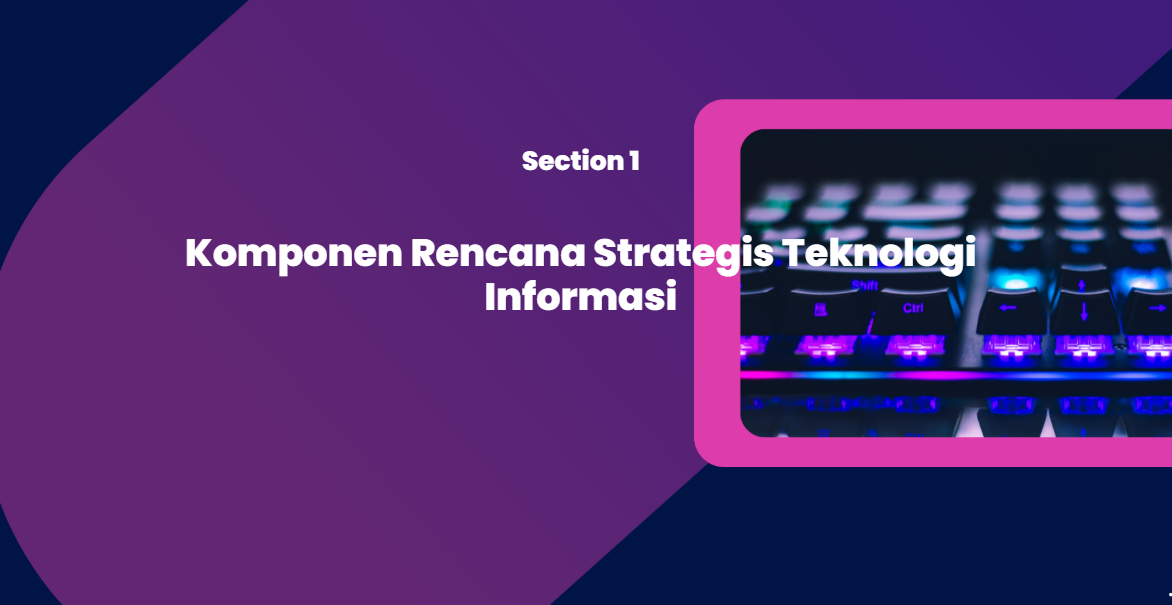 Section 1
Komponen Rencana Strategis Teknologi
Informasi
Shift
Ctrl